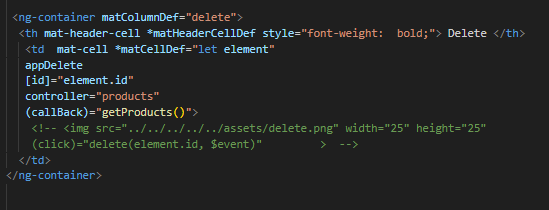 <ng-container matColumnDef="delete">
<th mat-header-cell *matHeaderCellDef style="font-weight:  bold;"> Delete </th>
<td  mat-cell *matCellDef="let element"
appDelete
[id]="element.id"
controller="products"
(callBack)="getProducts()">
<!-- <img src="../../../../../assets/delete.png" width="25" height="25"
(click)="delete(element.id, $event)"         >  -->
</td>
</ng-container>